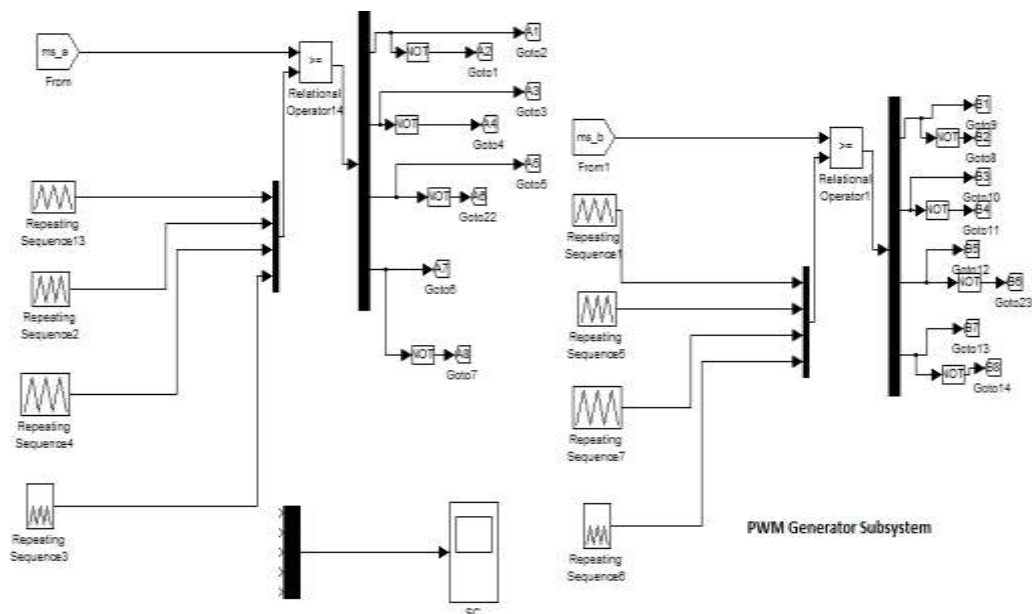 ms_a
From
>=
Relational
Operator14
NOT
A1
Goto2
A2
Goto1
A3
Goto3
NOT
A4
Goto4
A5
Goto5
NOT
A6
Goto22
A7
Goto6
NOT
A8
Goto7
Repeating
Sequence13
Repeating
Sequence2
Repeating
Sequence4
Repeating
Sequence3
SC
ms_b
From1
>=
Relational
Operator1
B1
Goto9
NOT
B2
Goto8
B3
Goto10
NOT
B4
Goto11
B5
Goto12
NOT
B6
Goto23
B7
Goto13
NOT
B8
Goto14
Repeating
Sequence1
Repeating
Sequence5
Repeating
Sequence7
Repeating
Sequence6
PWM Generator Subsystem